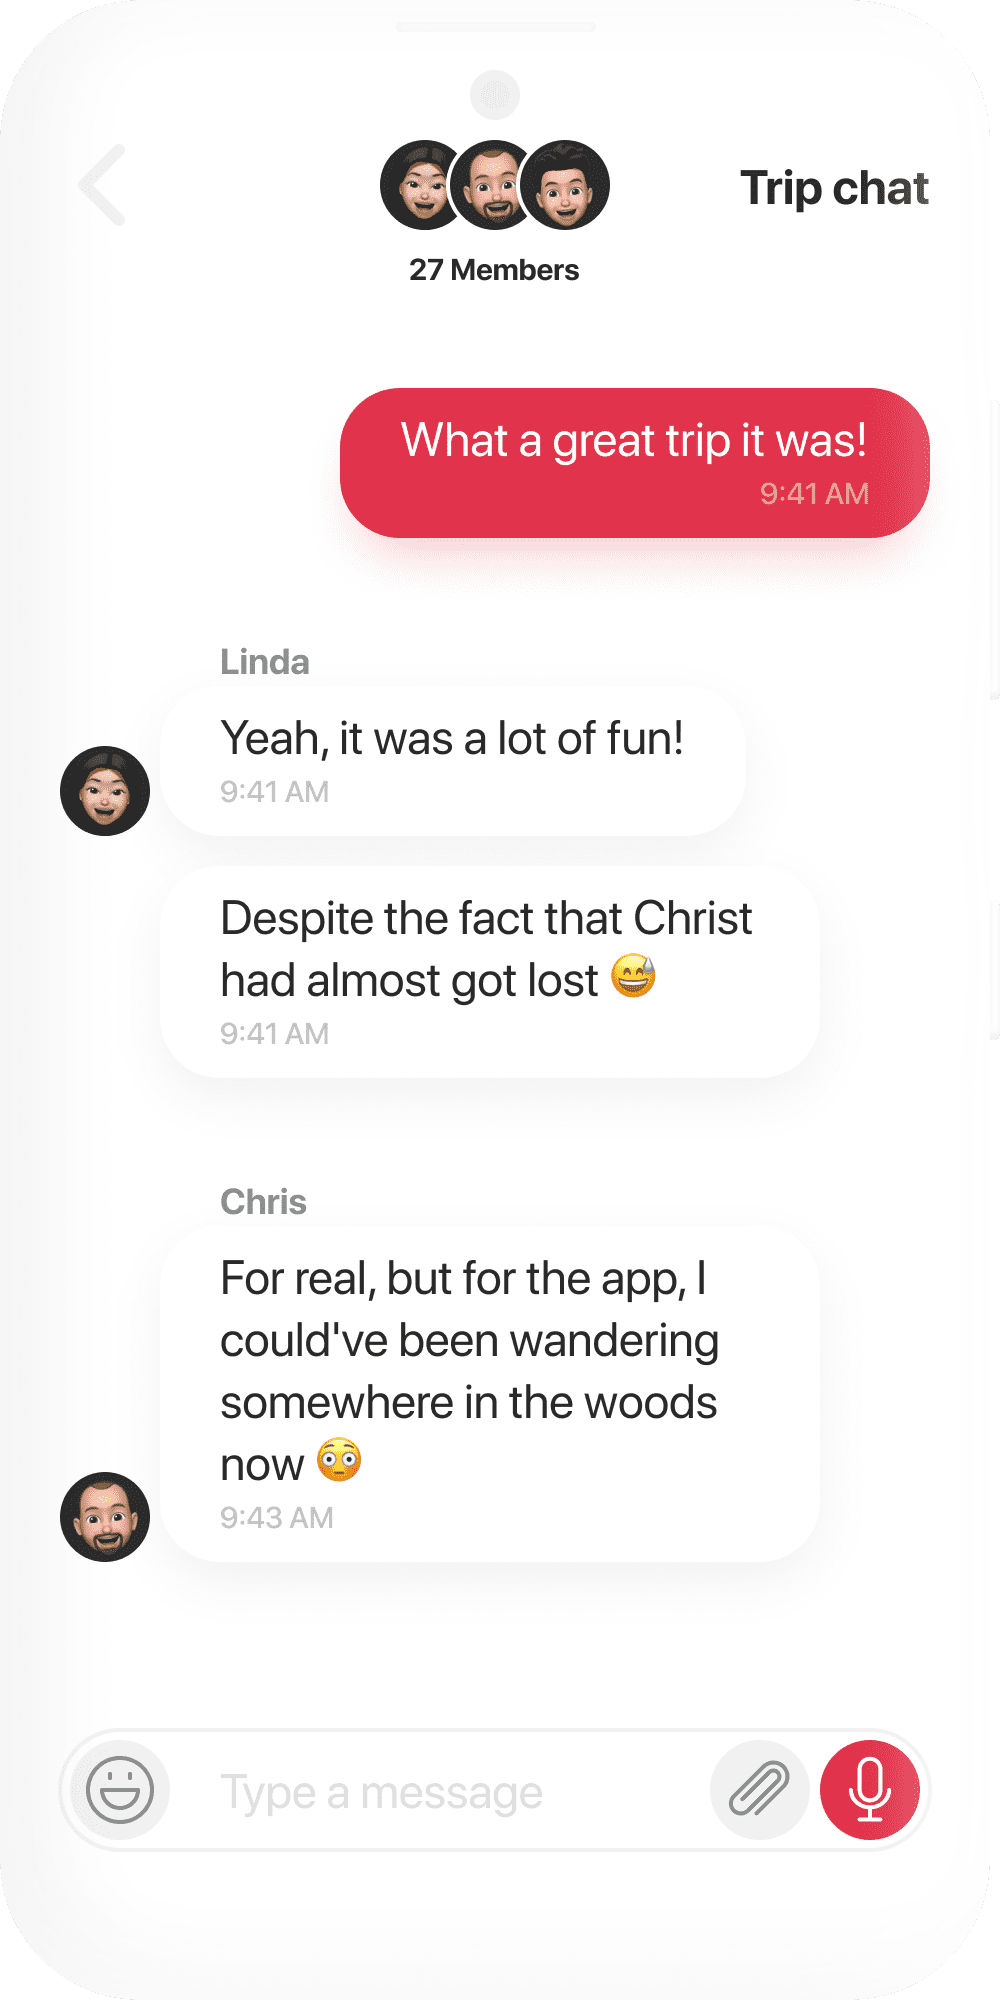 Trip chat
27 Members
What a great trip it was!
9:41 AM
Linda
Yeah, it was a lot of fun!
9:41 AM
Despite the fact that Christ
had almost got lost 😅
9:41 AM
Chris
For real, but for the app, I
could've been wandering
somewhere in the woods
now 😳
9:43 AM
Type a message